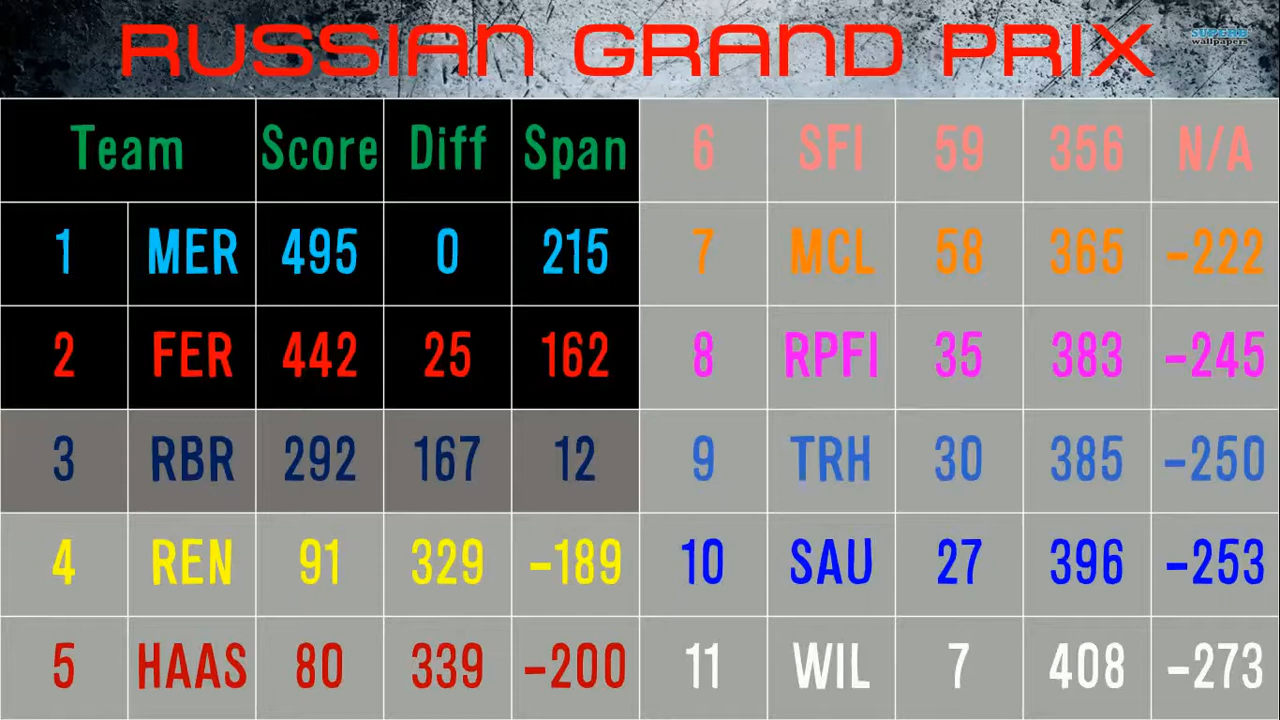 RUSSIAN GRAND PRIX
SUPERB
wallpapers
Team Score Diff Span
1 MER 495 0 215
2 FER 442 25 162
3 RBR 292 167 12
4 REN 91 329 -189
5 HAAS 80 339 -200
6 SFI 59 356 N/A
7 MCL 58 365 -222
8 RPFI 35 383 -245
9 TRH 30 385 -250
10 SAU 27 396 -253
11 WIL 7 408 -273